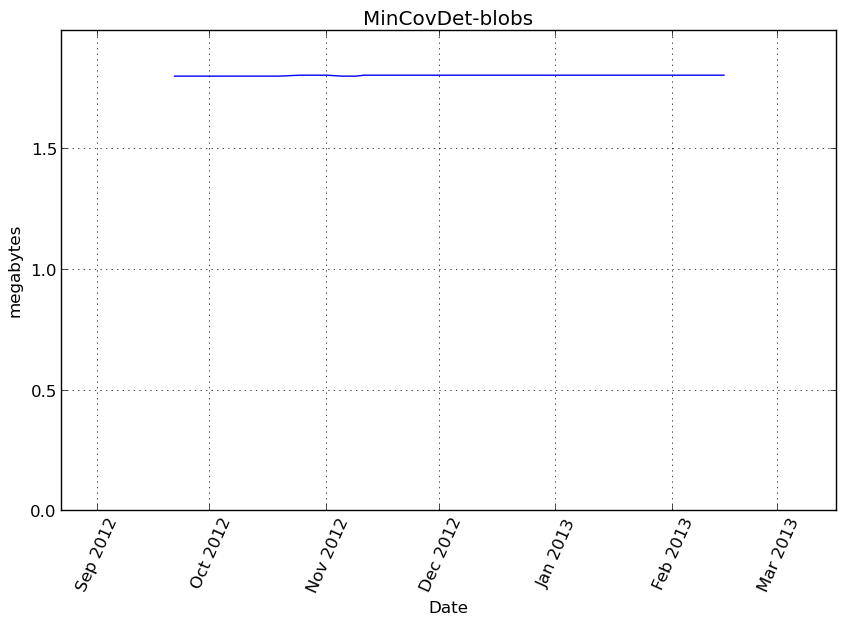 MinCovDet-blobs
megabytes
1.5
1.0
0.5
0.0
Sep 2012
Oct 2012
Nov 2012
Dec 2012
Jan 2013
Feb 2013
Mar 2013
Date